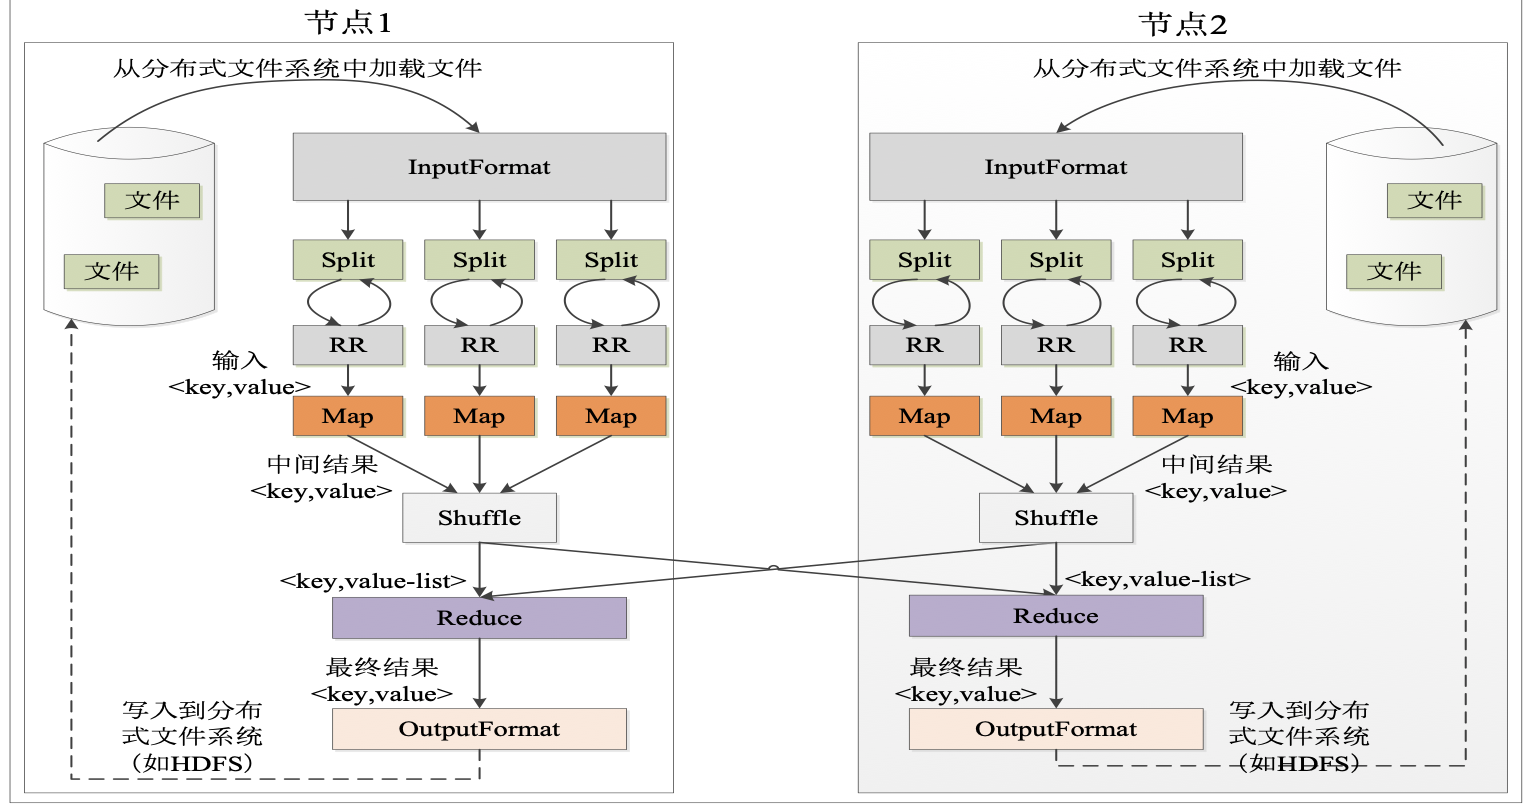 节点1
从分布式文件系统中加载文件
InputFormat
文件
文件
Split
Split
Split
RR
RR
RR
输入
<key,value>
Map
Map
Map
中间结果
<key,value>
Shuffle
<key,value-list>
Reduce
最终结果
<key,value>
OutputFormat
写入到分布
式文件系统
（如HDFS）
节点2
从分布式文件系统中加载文件
InputFormat
文件
文件
Split
Split
Split
RR
RR
RR
输入
<key,value>
Map
Map
Map
中间结果
<key,value>
Shuffle
<key,value-list>
Reduce
最终结果
<key,value>
OutputFormat
写入到分布
式文件系统
（如HDFS）